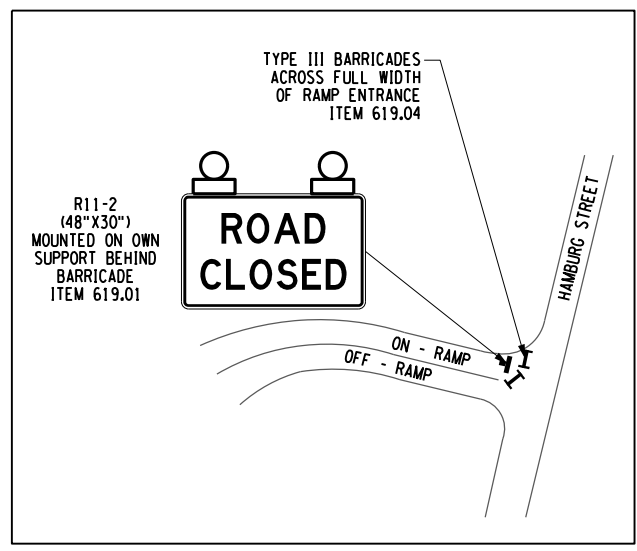 TYPE III BARRICADES
ACROSS FULL WIDTH
OF RAMP ENTRANCE
ITEM 619.04
R11-2
(48"X30")
MOUNTED ON OWN
SUPPORT BEHIND
BARRICADE
ITEM 619.01
ROAD
CLOSED
HAMBURG STREET
ON - RAMP
OFF - RAMP